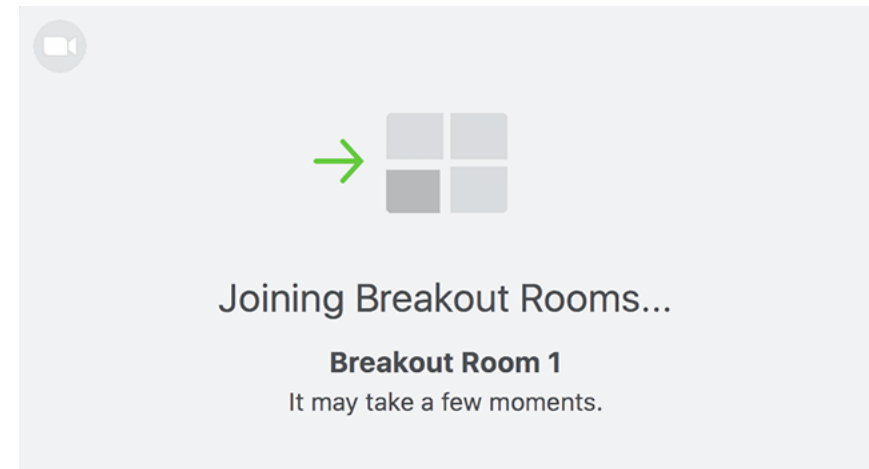 Joining Breakout Rooms...
Breakout Room 1
It may take a few moments.